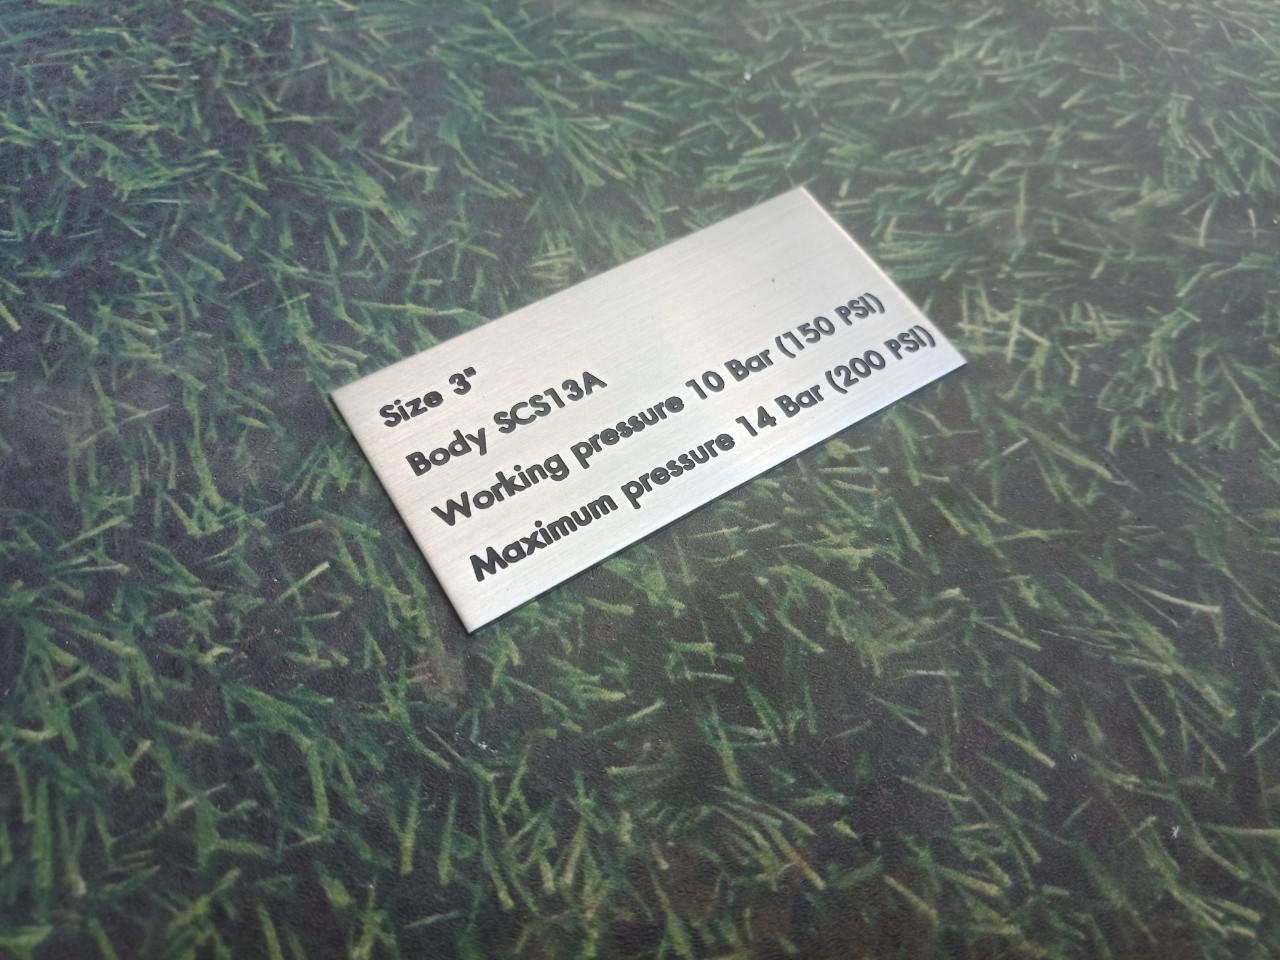 Size 3"
Body SCS13A
Working pressure 10 Bar (150 PSI)
Maximum pressure 14 Bar (200 PSI)